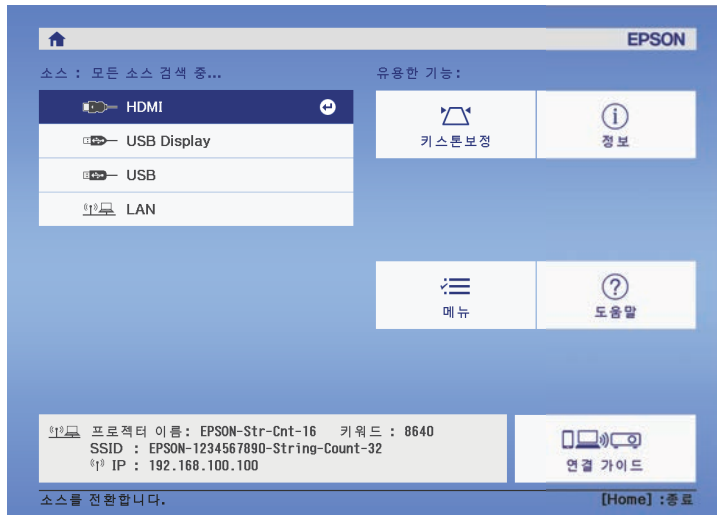 EPSON
소스 : 모든 소스 검색 중...
HDMI
USB Display
USB
LAN
유용한 기능:
키스톤보정
정보
메뉴
도움말
프로젝터 이름: EPSON-Str-Cnt-16 키워드 : 8640
SSID : EPSON-1234567890-String-Count-32
IP : 192.168.100.100
연결 가이드
소스를 전환합니다.
[Home] :종료